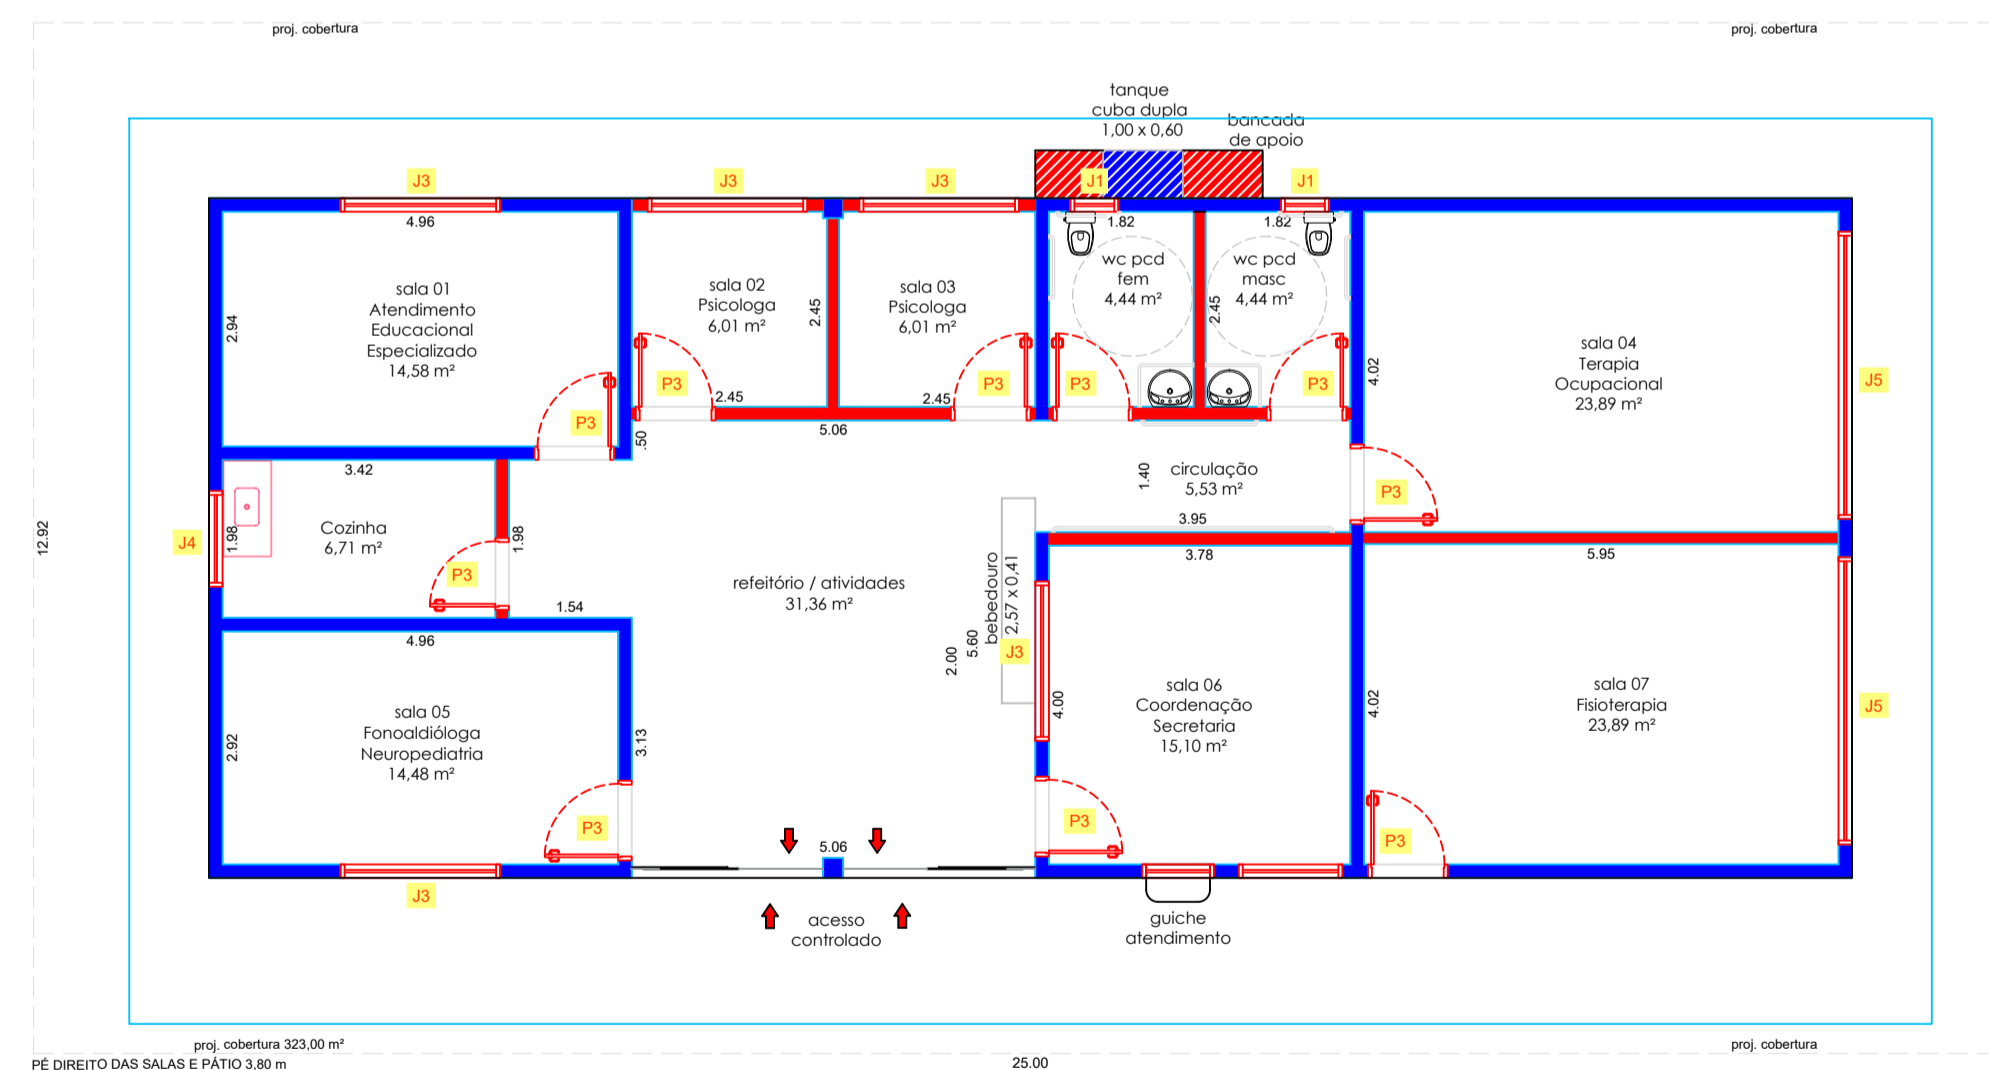 proj. cobertura
proj. cobertura
tanque
cuba dupla
1,00 x 0,60
bancada
de apoio
J3
J3
J3
J1
J1
4.96
1.82
1.82
sala 01
Atendimento
Educacional
Especializado
14,58 m²
2.94
sala 02
Psicologa
6,01 m²
2.45
sala 03
Psicologa
6,01 m²
wc pcd
fem
4,44 m²
wc pcd
masc
4,44 m²
2.45
sala 04
Terapia
Ocupacional
23,89 m²
4.02
J5
P3
P3
P3
P3
P3
2.45
2.45
5.06
.50
3.42
Cozinha
6,71 m²
1.98
1.98
J4
P3
1.54
12.92
circulação
5,53 m²
1.40
3.95
P3
3.78
5.95
refeitório / atividades
31,36 m²
bebedouro
2,57 x 0,41
5.60
2.00
J3
4.96
sala 05
Fonoaldióloga
Neuropediatria
14,48 m²
2.92
3.13
P3
4.00
sala 06
Coordenação
Secretaria
15,10 m²
4.02
sala 07
Fisioterapia
23,89 m²
J5
P3
P3
5.06
J3
acesso
controlado
guiche
atendimento
proj. cobertura 323,00 m²
proj. cobertura
PÉ DIREITO DAS SALAS E PÁTIO 3,80 m
25.00